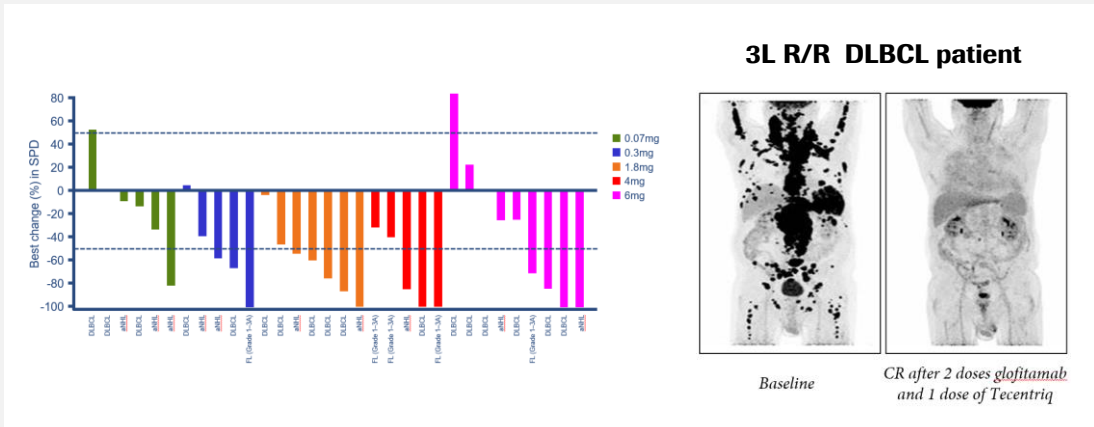 3L R/R DLBCL patient
Best change (%) in SPD
80
60
40
20
0
-20
-40
-60
-80
-100
DLBCL
DLBCL
aNHL
DLBCL
aNHL
aNHL
DLBCL
aNHL
aNHL
DLBCL
FL (Grade 1–3A)
DLBCL
DLBCL
aNHL
DLBCL
DLBCL
DLBCL
aNHL
FL (Grade 1–3A)
FL (Grade 1–3A)
aNHL
DLBCL
FL (Grade 1–3A)
DLBCL
DLBCL
DLBCL
aNHL
DLBCL
FL (Grade 1–3A)
DLBCL
DLBCL
aNHL
0.07mg
0.3mg
1.8mg
4mg
6mg
Baseline
CR after 2 doses glofitamab
and 1 dose of Tecentriq